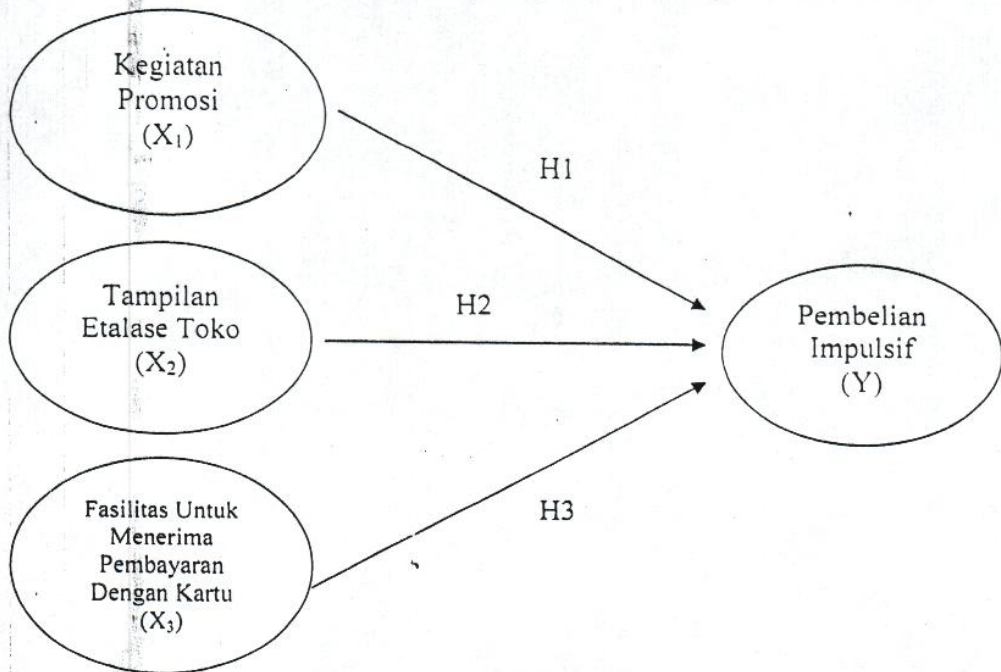 Kegiatan
Promosi
(X₁)
H1
Tampilan
Etalase Toko
(X₂)
H2
Pembelian
Impulsif
(Y)
Fasilitas Untuk
Menerima
Pembayaran
Dengan Kartu
(X₃)
H3